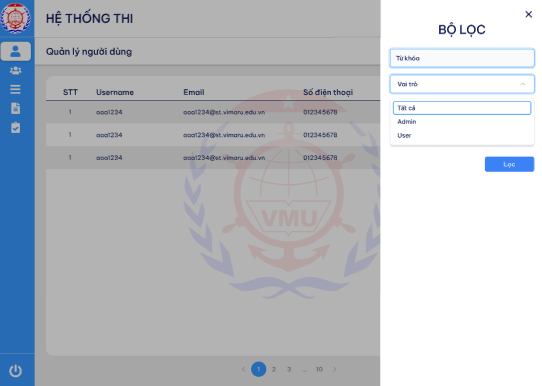 HỆ THỐNG THI
Quản lý người dùng
STT Username Email Số điện thoại
1 aaa1234 aaa1234@st.vimaru.edu.vn 012345678
1 aaa1234 aaa1234@st.vimaru.edu.vn 012345678
1 aaa1234 aaa1234@st.vimaru.edu.vn 012345678
VMU
1 2 3 ... 10
BỘ LỌC
Từ khóa
Vai trò
Tất cả
Admin
User
Lọc